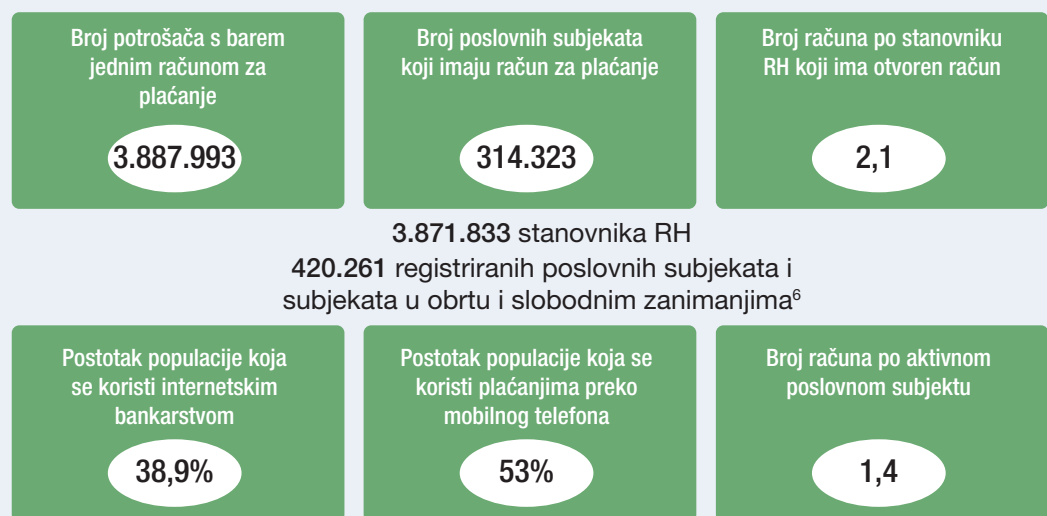 Broj potrošača s barem
jednim računom za
plaćanje
3.887.993
Broj poslovnih subjekata
koji imaju račun za plaćanje
314.323
Broj računa po stanovniku
RH koji ima otvoren račun
2,1
3.871.833 stanovnika RH
420.261 registriranih poslovnih subjekata i
subjekata u obrtu i slobodnim zanimanjima⁶
Postotak populacije koja
se koristi internetskim
bankarstvom
38,9%
Postotak populacije koja se
koristi plaćanjima preko
mobilnog telefona
53%
Broj računa po aktivnom
poslovnom subjektu
1,4